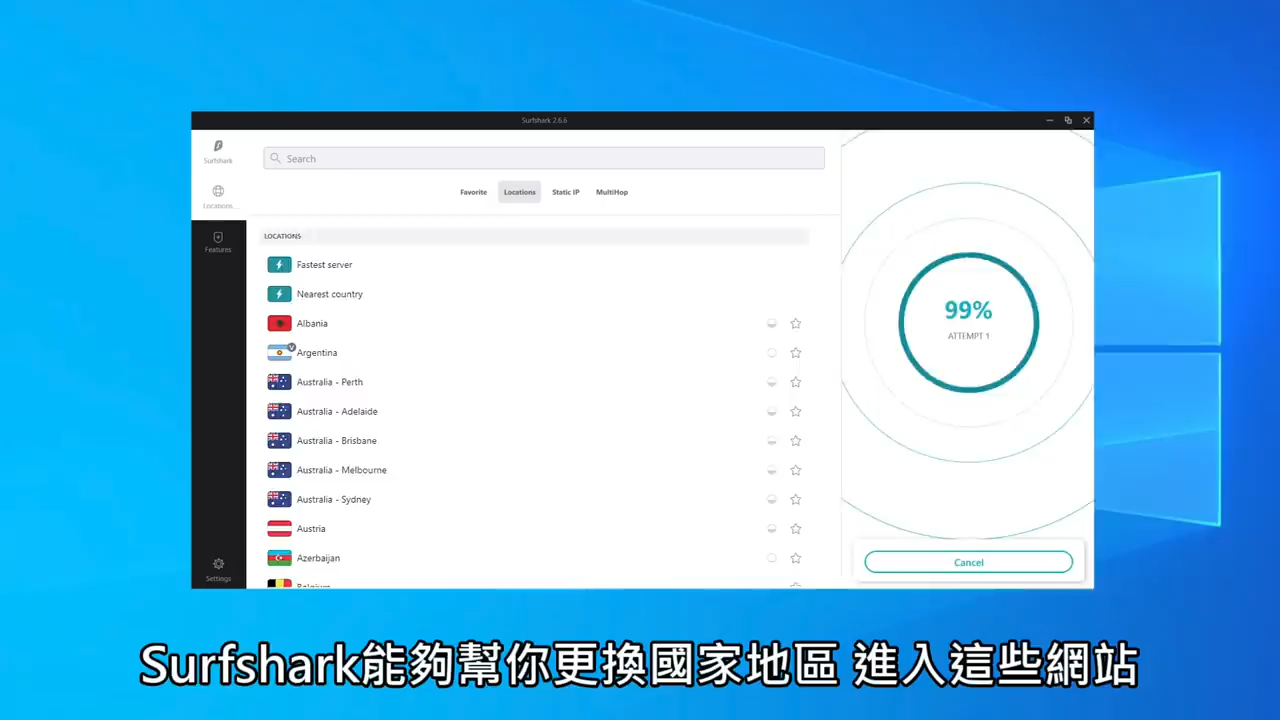 Surfshark 2.6.6
Surfshark
Search
Locations
Favorite Locations Static IP MultiHop
Features
LOCATIONS
Fastest server
Nearest country
Albania
V
Argentina
Australia - Perth
Australia - Adelaide
Australia - Brisbane
Australia - Melbourne
Australia - Sydney
Austria
Azerbaijan
Belgium
Settings
99%
ATTEMPT 1
Cancel
Surfshark能夠幫你更換國家地區 進入這些網站